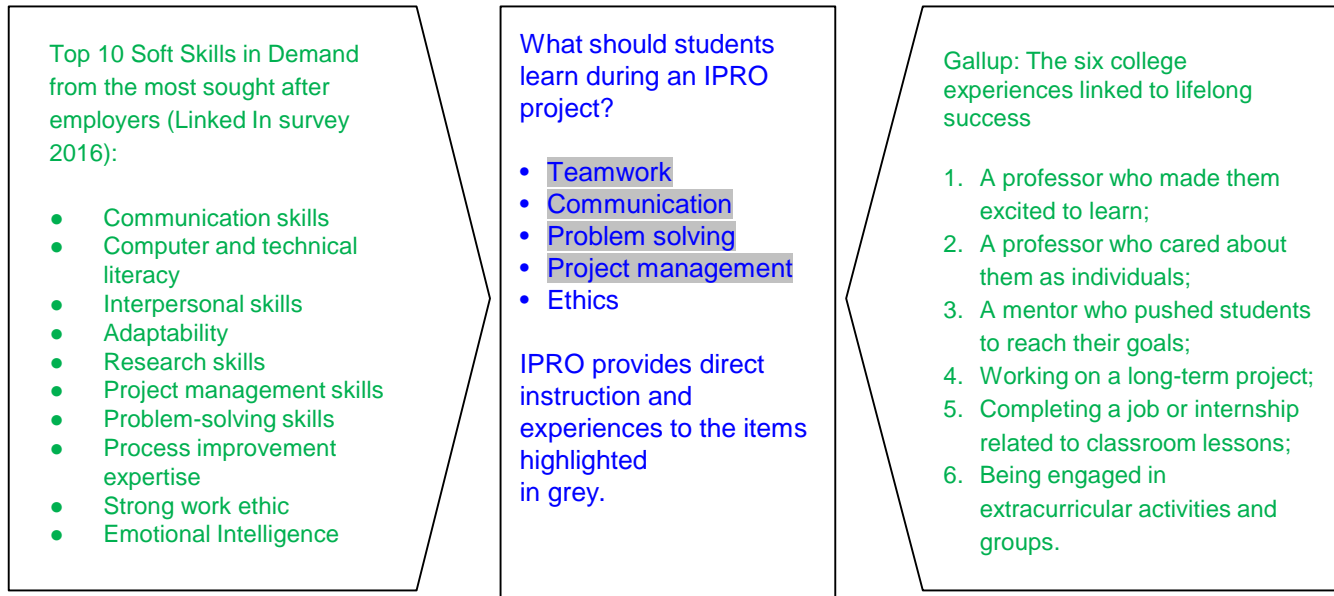 Top 10 Soft Skills in Demand
from the most sought after
employers (Linked In survey
2016):
● Communication skills
● Computer and technical
literacy
● Interpersonal skills
● Adaptability
● Research skills
● Project management skills
● Problem-solving skills
● Process improvement
expertise
● Strong work ethic
● Emotional Intelligence
What should students
learn during an IPRO
project?
• Teamwork
• Communication
• Problem solving
• Project management
• Ethics
IPRO provides direct
instruction and
experiences to the items
highlighted
in grey.
Gallup: The six college
experiences linked to lifelong
success
1. A professor who made them
excited to learn;
2. A professor who cared about
them as individuals;
3. A mentor who pushed students
to reach their goals;
4. Working on a long-term project;
5. Completing a job or internship
related to classroom lessons;
6. Being engaged in
extracurricular activities and
groups.